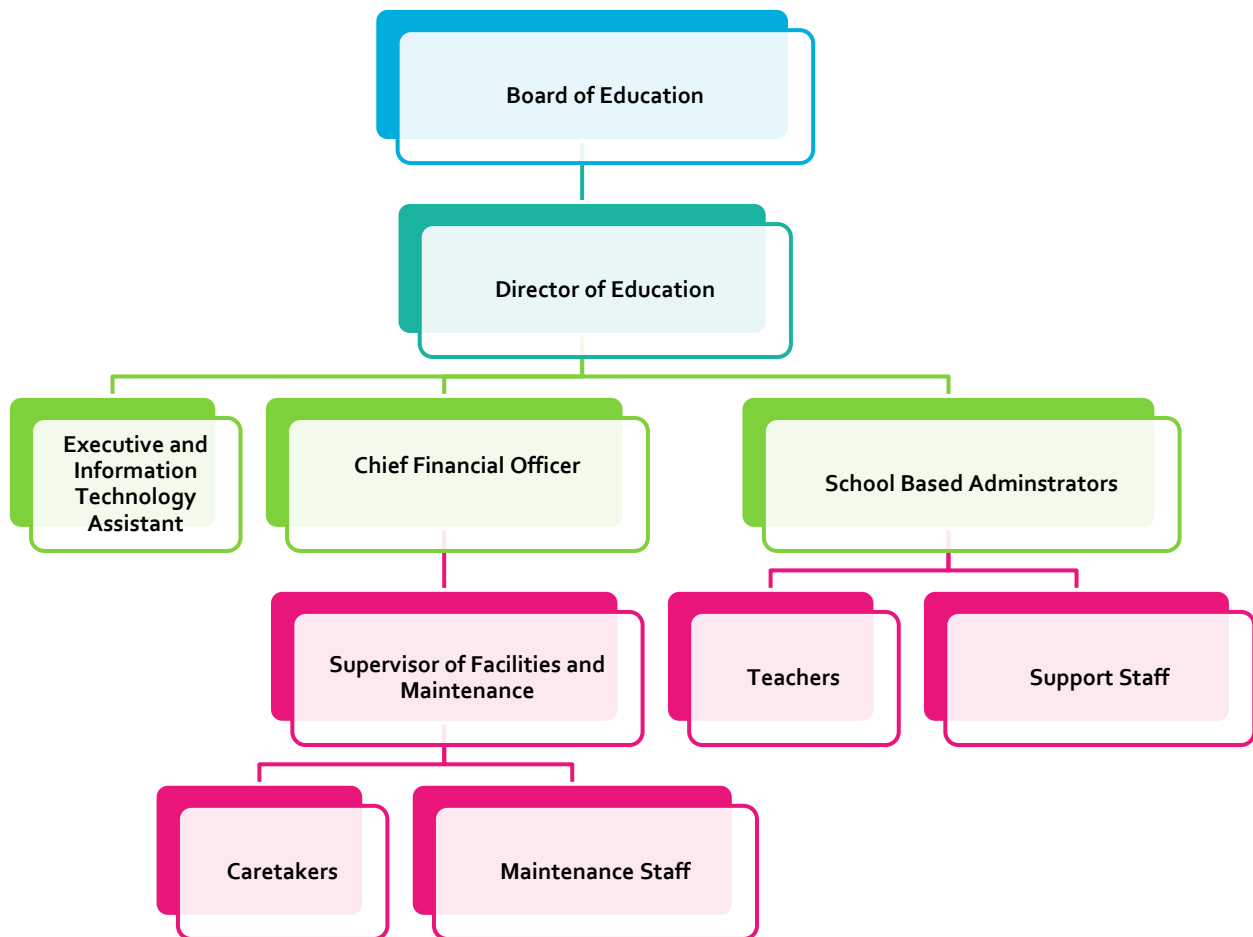 Board of Education
Director of Education
Executive and
Information
Technology
Assistant
Chief Financial Officer
School Based Adminstrators
Supervisor of Facilities and
Maintenance
Teachers
Support Staff
Caretakers
Maintenance Staff